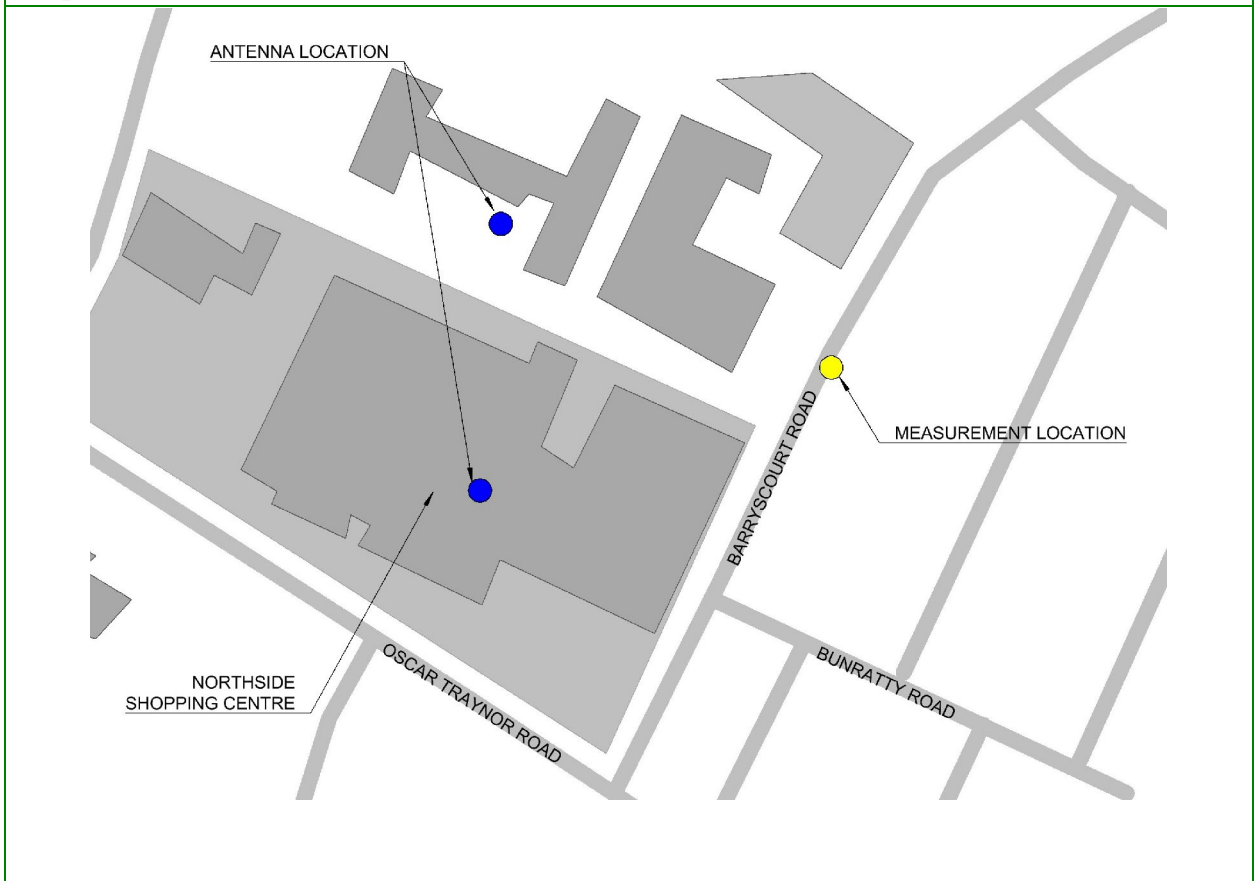 ANTENNA LOCATION
BARRYSCOURT ROAD
MEASUREMENT LOCATION
NORTHSIDE
SHOPPING CENTRE
OSCAR TRAYNOR ROAD
BUNRATTY ROAD